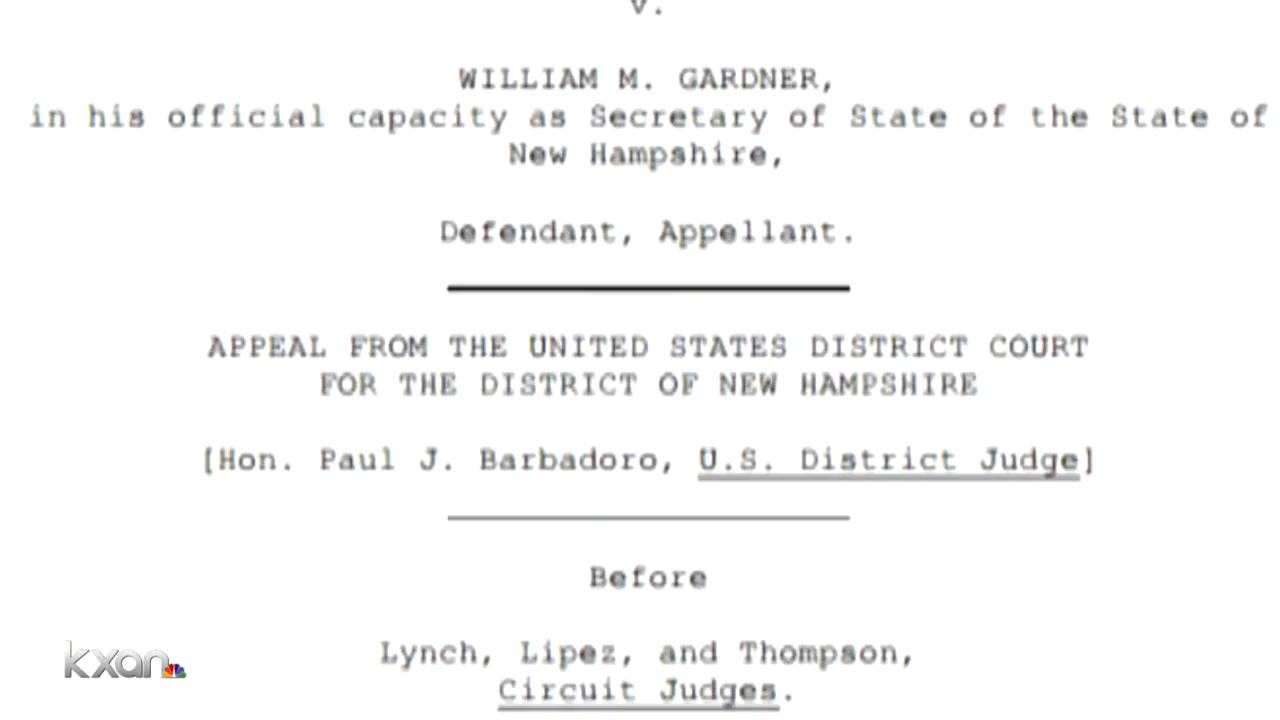 v.
WILLIAM M. GARDNER,
in his official capacity as Secretary of State of the State of
New Hampshire,
Defendant, Appellant.
APPEAL FROM THE UNITED STATES DISTRICT COURT
FOR THE DISTRICT OF NEW HAMPSHIRE
[Hon. Paul J. Barbadoro, U.S. District Judge]
Before
Lynch, Lipez, and Thompson,
Circuit Judges.
kxan